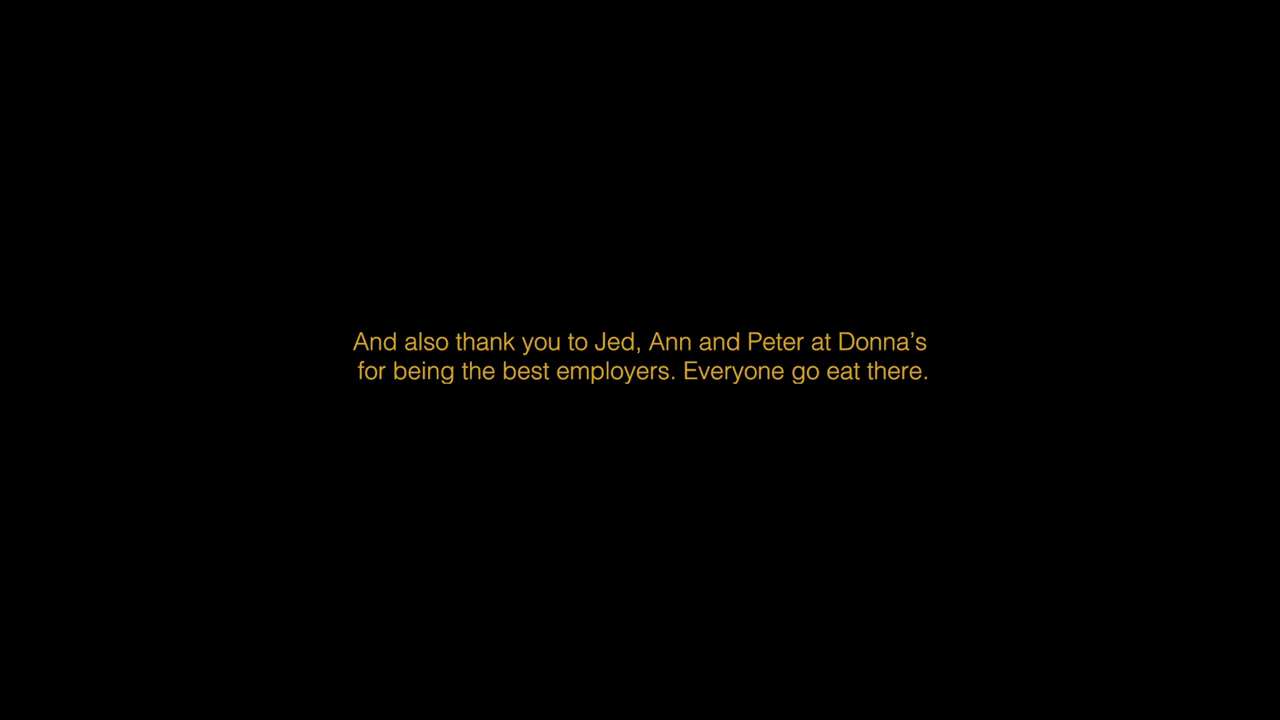 And also thank you to Jed, Ann and Peter at Donna’s
for being the best employers. Everyone go eat there.